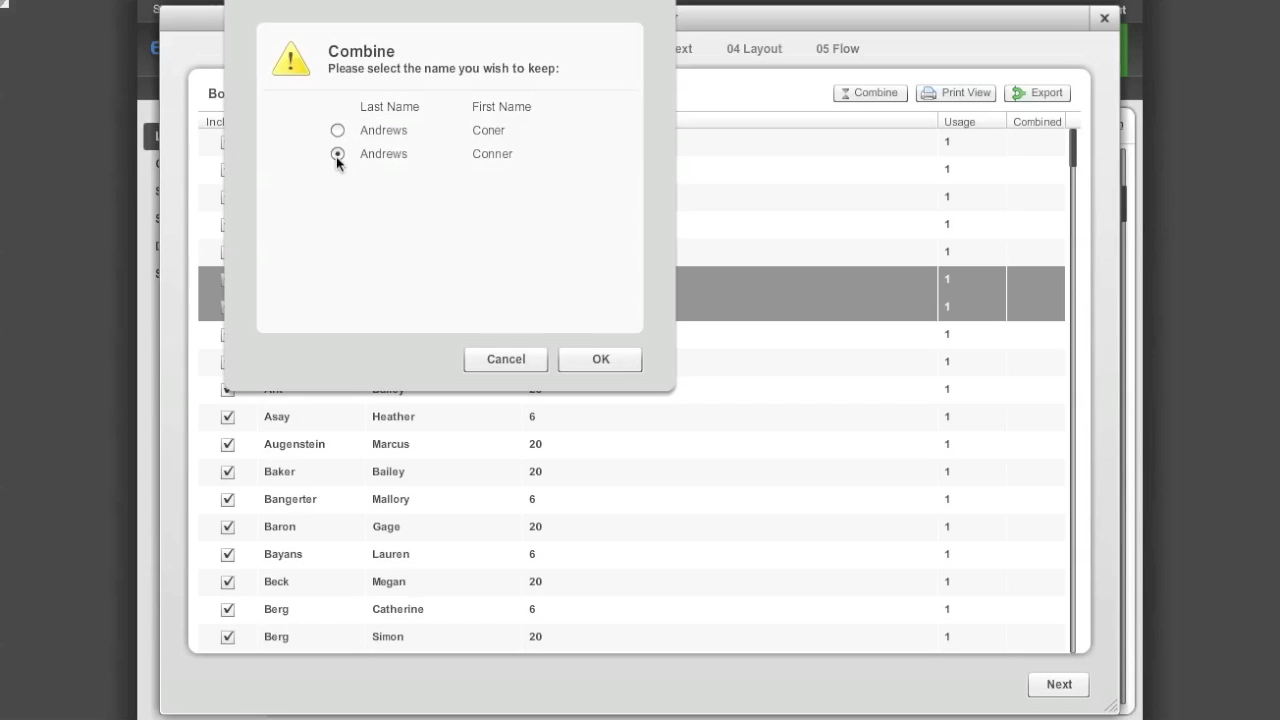 ext 04 Layout 05 Flow
Combine
Please select the name you wish to keep:
Last Name First Name
Andrews Coner
Andrews Conner
Cancel OK
Bo Combine Print View Export
Incl Usage Combined
1
1
1
1
1
1
1
1
1
1
Asay Heather 6 1
Augenstein Marcus 20 1
Baker Bailey 20 1
Bangerter Mallory 6 1
Baron Gage 20 1
Bayans Lauren 6 1
Beck Megan 20 1
Berg Catherine 6 1
Berg Simon 20 1
Next